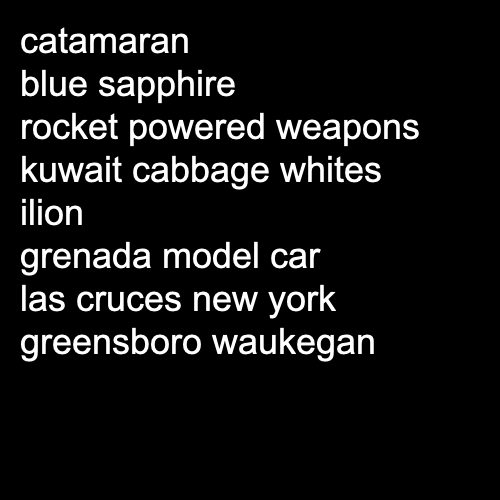 catamaran
blue sapphire
rocket powered weapons
kuwait cabbage whites
ilion
grenada model car
las cruces new york
greensboro waukegan